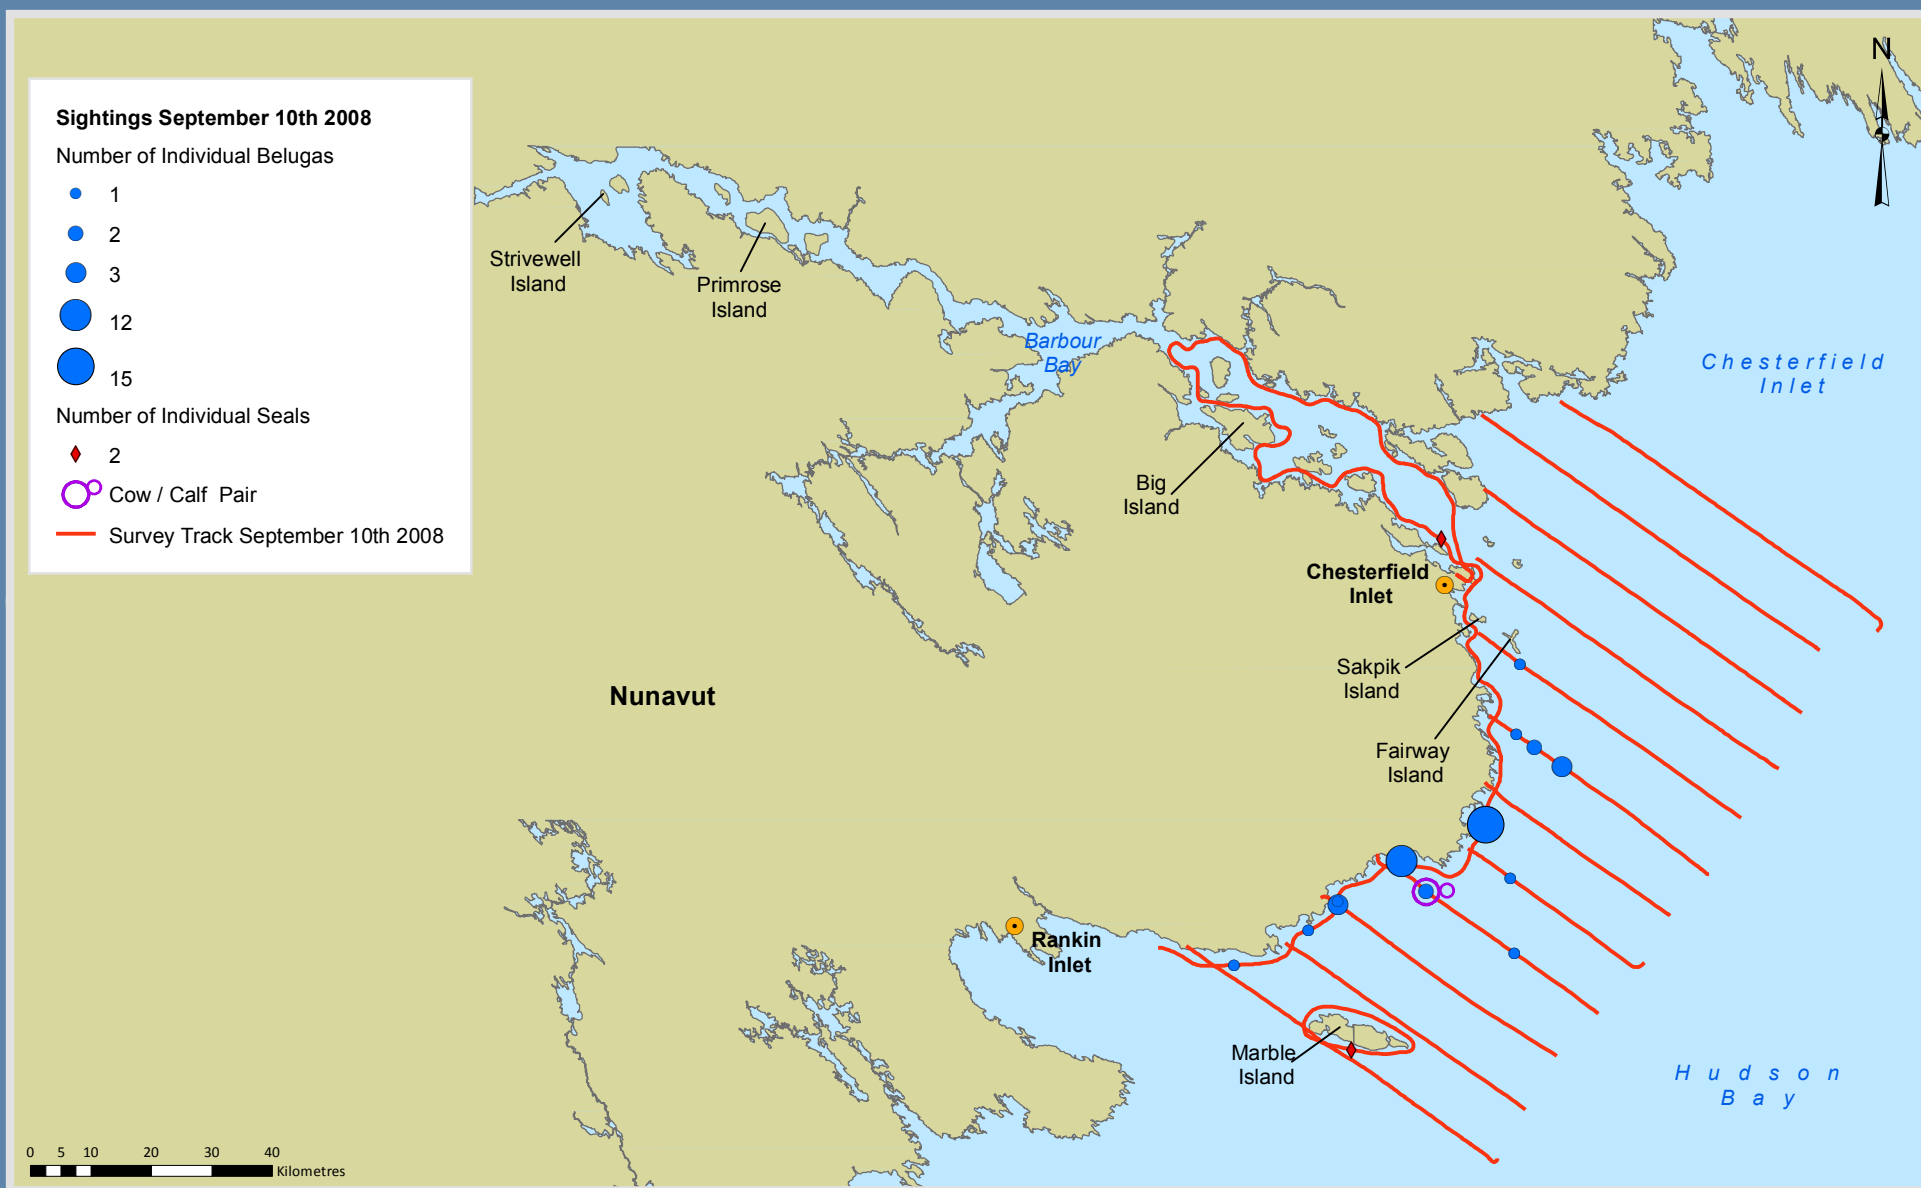 Sightings September 10th 2008
Number of Individual Belugas
1
2
3
12
15
Number of Individual Seals
2
Cow / Calf Pair
Survey Track September 10th 2008
N
Strivewell
Island
Primrose
Island
Barbour
Bay
Chesterfield
Inlet
Big
Island
Chesterfield
Inlet
Sakpik
Island
Nunavut
Fairway
Island
Rankin
Inlet
Marble
Island
Hudson
Bay
0 5 10 20 30 40
Kilometres